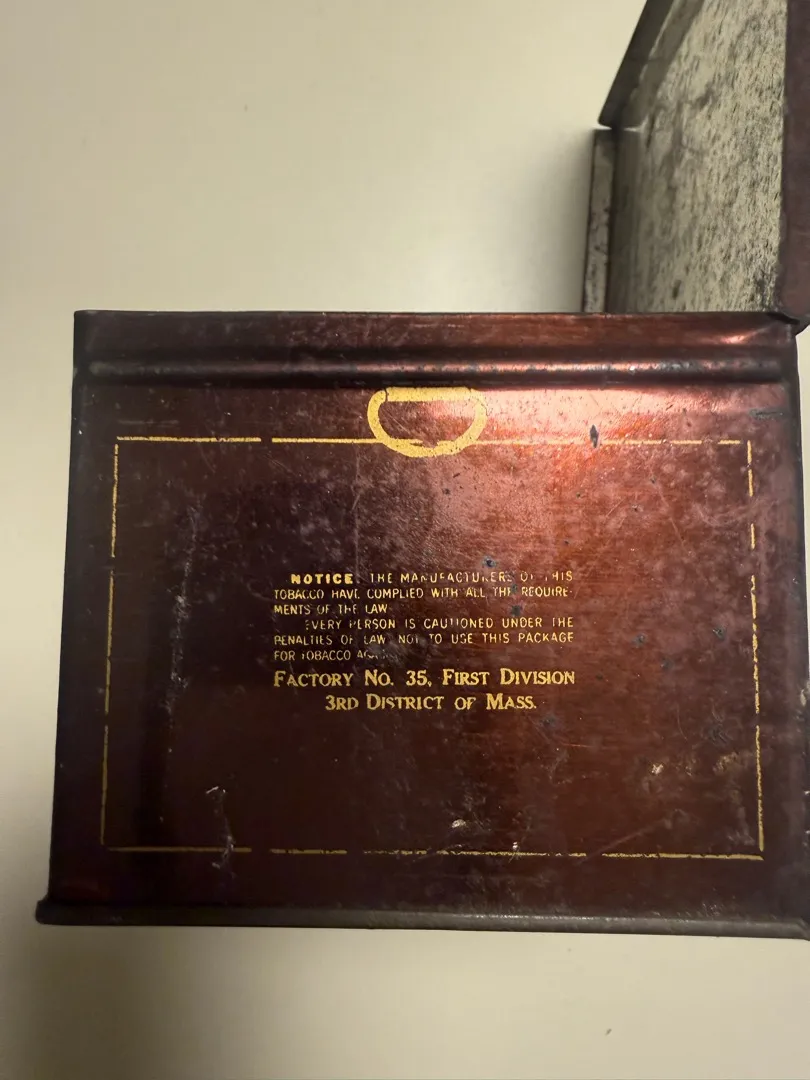 NOTICE. THE MANUFACTURERS OF THIS
TOBACCO HAVE COMPLIED WITH ALL THE REQUIRE-
MENTS OF THE LAW
EVERY PERSON IS CAUTIONED UNDER THE
PENALTIES OF LAW NOT TO USE THIS PACKAGE
FOR TOBACCO
FACTORY NO. 35, FIRST DIVISION
3RD DISTRICT OF MASS.